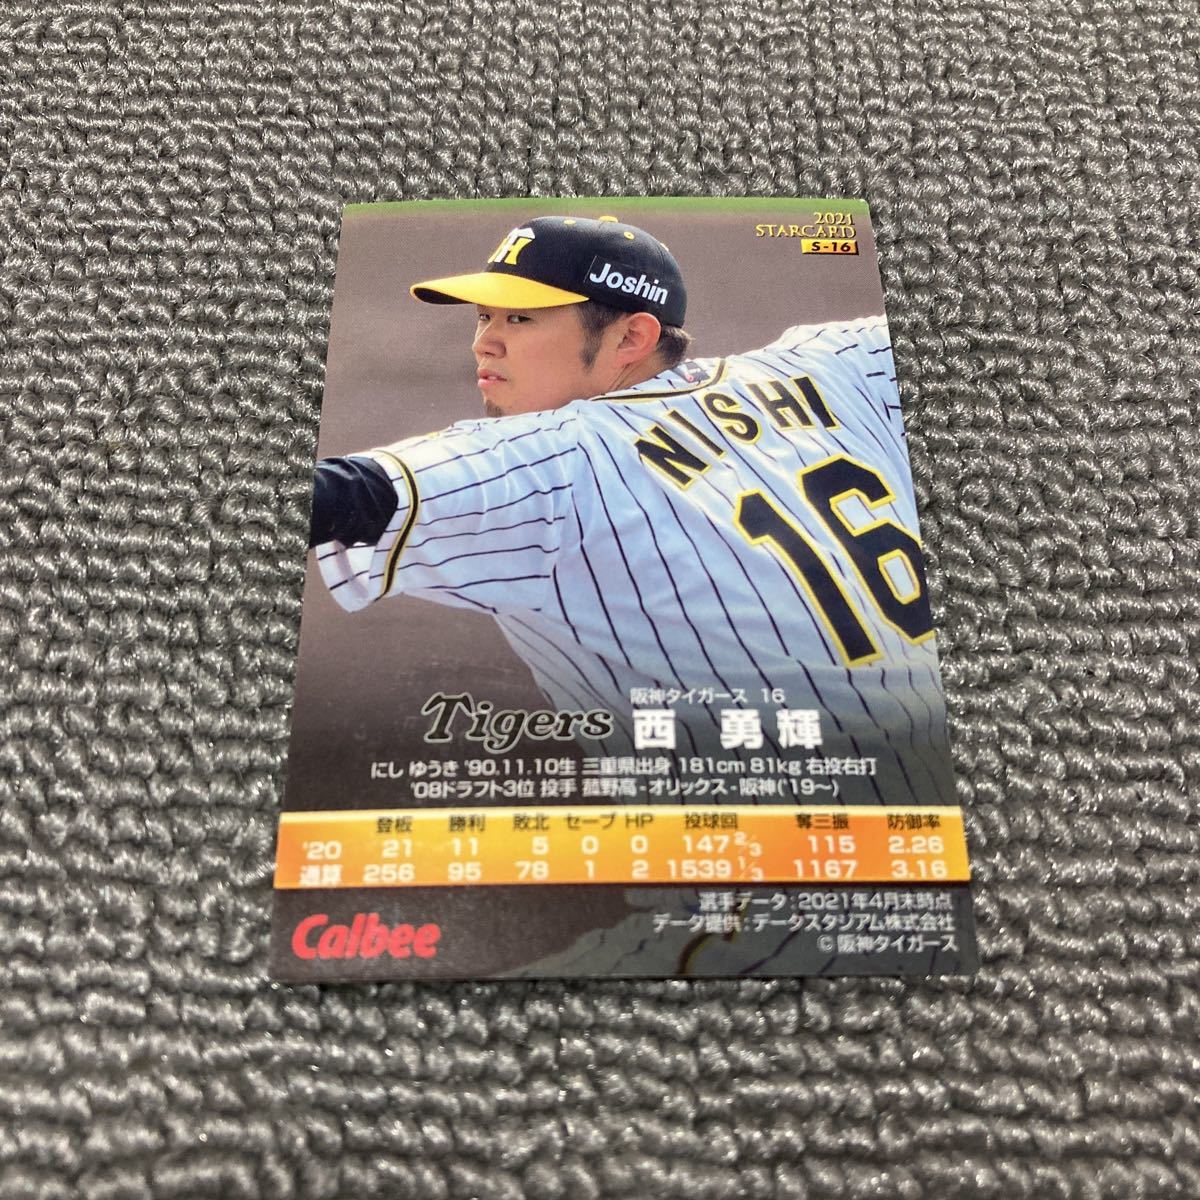 2021
STARCARD
S-16
Joshin
NISHI
16
阪神タイガース 16
Tigers 西 勇輝
にし ゆうき '90.11.10生 三重県出身 181cm 81kg 右投右打
'08ドラフト3位 投手 菰野高-オリックス-阪神('19〜)
登板 勝利 敗北 セーブ HP 投球回 奪三振 防御率
'20 21 11 5 0 0 147 2/3 115 2.26
通算 256 95 78 1 2 1539 1/3 1167 3.16
選手データ:2021年4月末時点
データ提供:データスタジアム株式会社
©阪神タイガース
Calbee